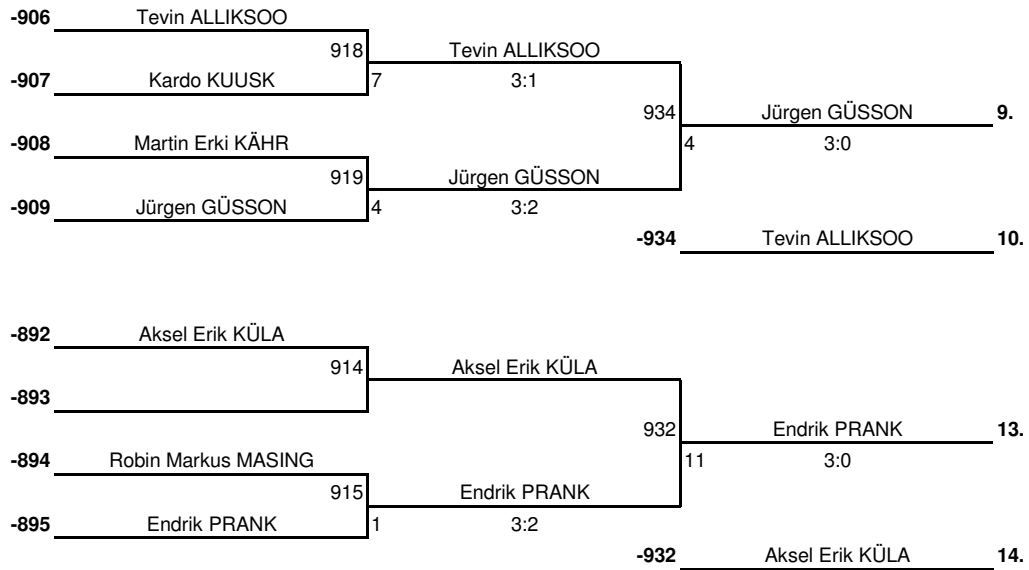 -906 Tevin ALLIKSOO
918 Tevin ALLIKSOO
-907 Kardo KUUSK 7 3:1
934 Jürgen GÜSSON 9.
-908 Martin Erki KÄHR 4 3:0
919 Jürgen GÜSSON
-909 Jürgen GÜSSON 4 3:2
-934 Tevin ALLIKSOO 10.
-892 Aksel Erik KÜLA
914 Aksel Erik KÜLA
-893
932 Endrik PRANK 13.
-894 Robin Markus MASING 11 3:0
915 Endrik PRANK
-895 Endrik PRANK 1 3:2
-932 Aksel Erik KÜLA 14.